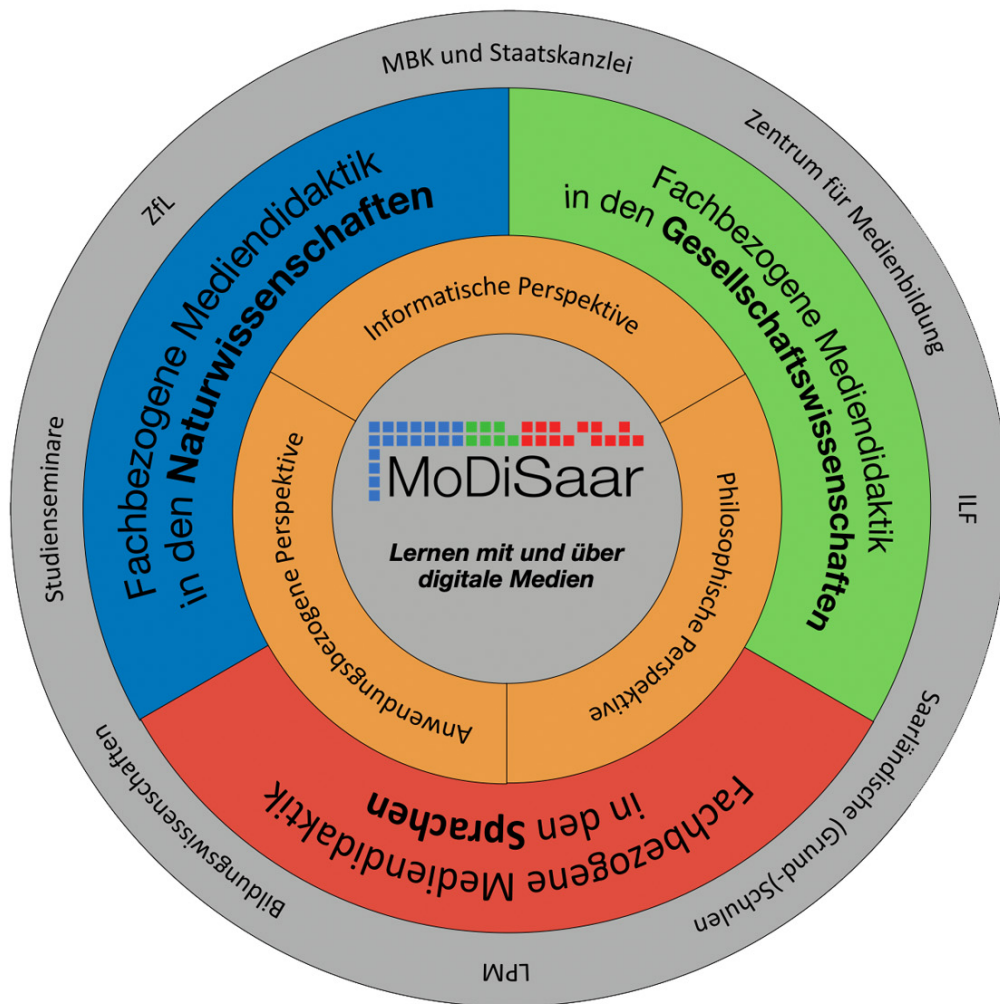 MBK und Staatskanzlei
Zentrum für Medienbildung
ILF
Saarländische (Grund-)Schulen
LPM
Bildungswissenschaften
Studienseminare
ZfL
Fachbezogene Mediendidaktik
in den Naturwissenschaften
Fachbezogene Mediendidaktik
in den Gesellschaftswissenschaften
Fachbezogene Mediendidaktik
in den Sprachen
Informatische Perspektive
Philosophische Perspektive
Anwendungsbezogene Perspektive
MoDiSaar
Lernen mit und über
digitale Medien